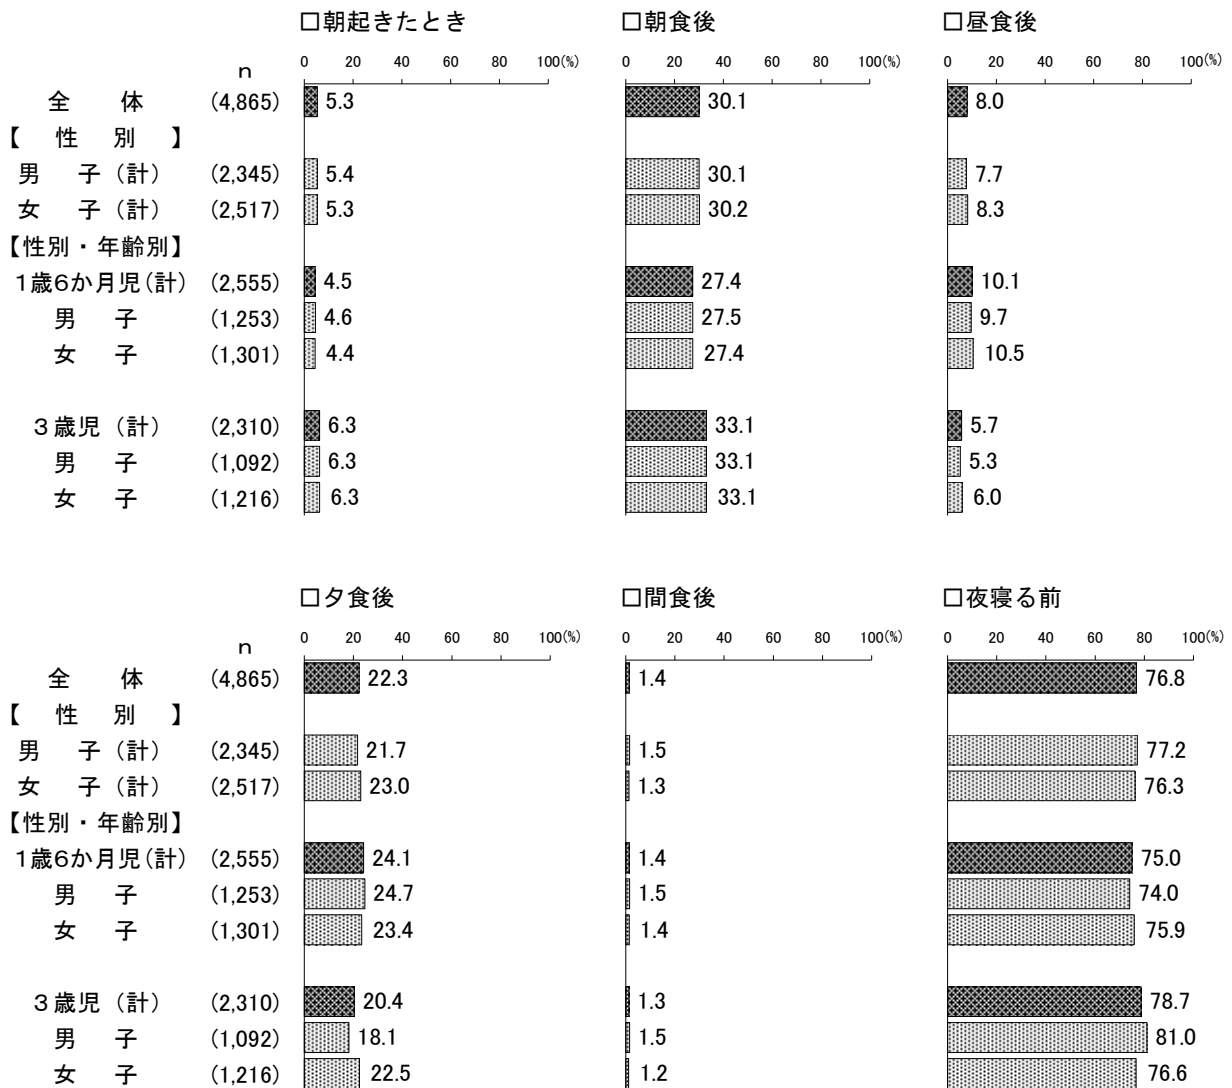 □朝起きたとき □朝食後 □昼食後
n 0 20 40 60 80 100(%) 0 20 40 60 80 100(%) 0 20 40 60 80 100(%)
全 体 (4,865) 5.3 30.1 8.0
【 性 別 】
男 子（計） (2,345) 5.4 30.1 7.7
女 子（計） (2,517) 5.3 30.2 8.3
【性別・年齢別】
1歳6か月児(計) (2,555) 4.5 27.4 10.1
男 子 (1,253) 4.6 27.5 9.7
女 子 (1,301) 4.4 27.4 10.5
３歳児（計） (2,310) 6.3 33.1 5.7
男 子 (1,092) 6.3 33.1 5.3
女 子 (1,216) 6.3 33.1 6.0
□夕食後 □間食後 □夜寝る前
n 0 20 40 60 80 100(%) 0 20 40 60 80 100(%) 0 20 40 60 80 100(%)
全 体 (4,865) 22.3 1.4 76.8
【 性 別 】
男 子（計） (2,345) 21.7 1.5 77.2
女 子（計） (2,517) 23.0 1.3 76.3
【性別・年齢別】
1歳6か月児(計) (2,555) 24.1 1.4 75.0
男 子 (1,253) 24.7 1.5 74.0
女 子 (1,301) 23.4 1.4 75.9
３歳児（計） (2,310) 20.4 1.3 78.7
男 子 (1,092) 18.1 1.5 81.0
女 子 (1,216) 22.5 1.2 76.6